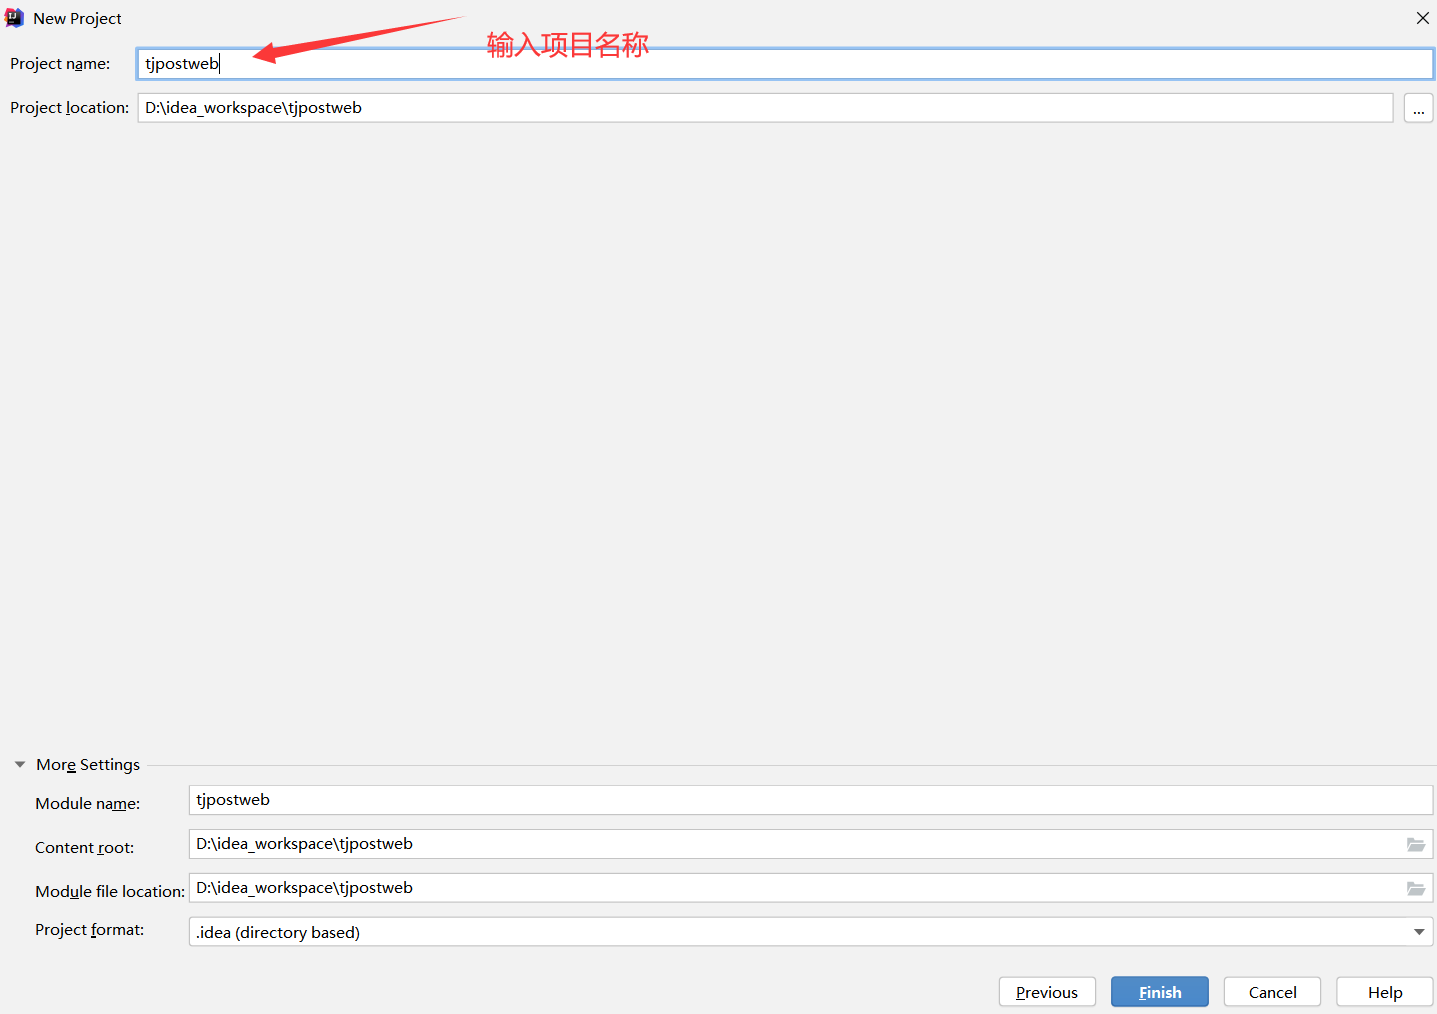 New Project
输入项目名称
Project name: tjpostweb
Project location: D:\idea_workspace\tjpostweb ...
More Settings
Module name: tjpostweb
Content root: D:\idea_workspace\tjpostweb
Module file location: D:\idea_workspace\tjpostweb
Project format: .idea (directory based)
Previous Finish Cancel Help